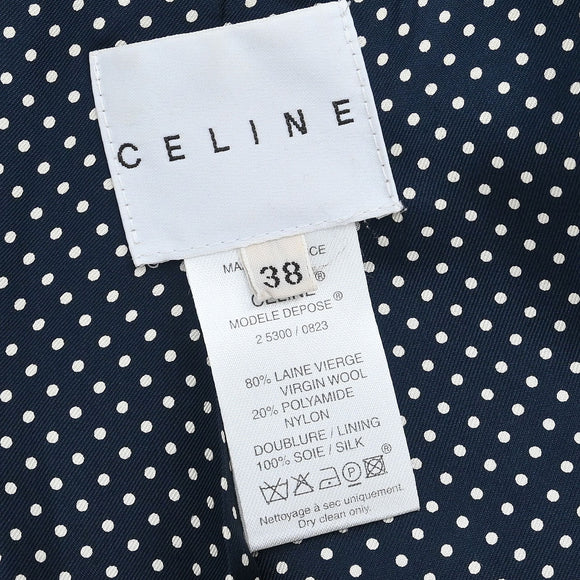 CELINE
38
CELINE®
MODELE DEPOSE®
2 5300 / 0823
80% LAINE VIERGE
VIRGIN WOOL
20% POLYAMIDE
NYLON
DOUBLURE / LINING
100% SOIE / SILK
P
Nettoyage à sec uniquement.
Dry clean only.